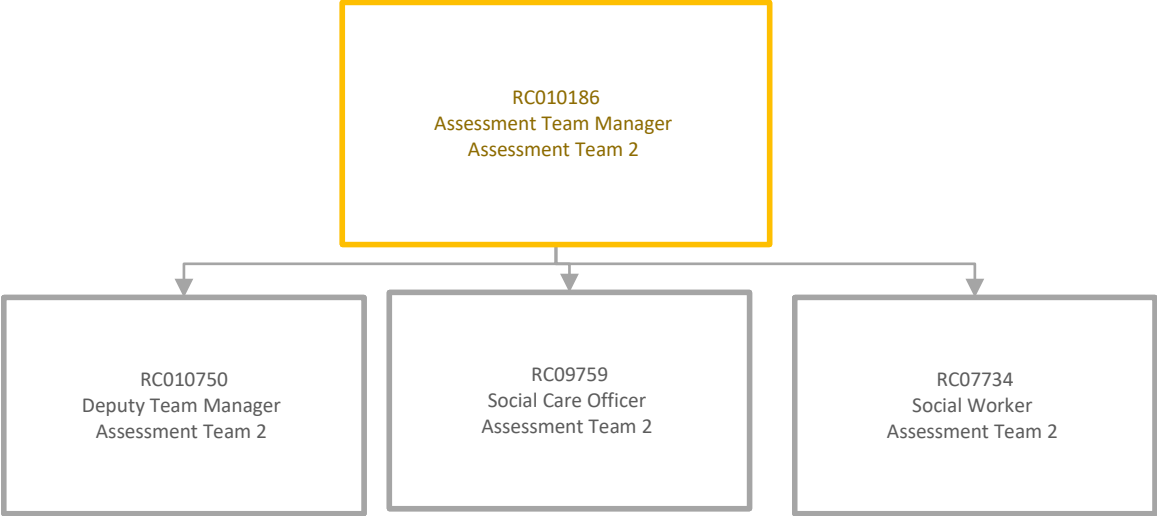 RC010186
Assessment Team Manager
Assessment Team 2
RC010750
Deputy Team Manager
Assessment Team 2
RC09759
Social Care Officer
Assessment Team 2
RC07734
Social Worker
Assessment Team 2